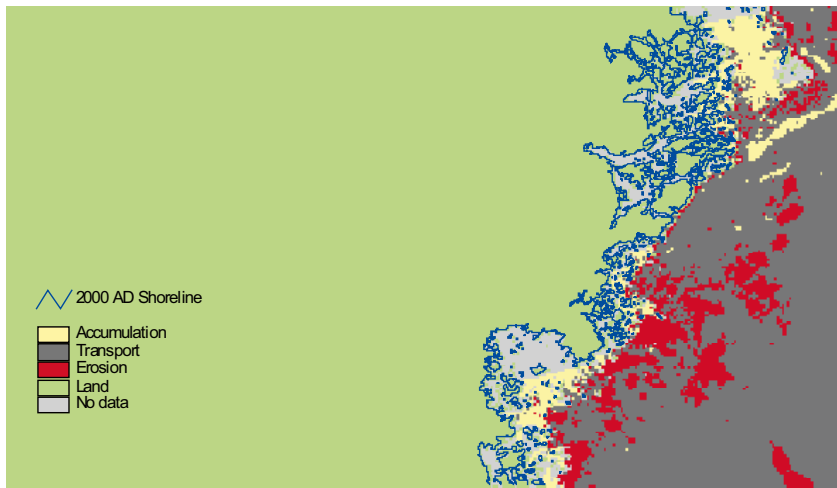 2000 AD Shoreline
Accumulation
Transport
Erosion
Land
No data